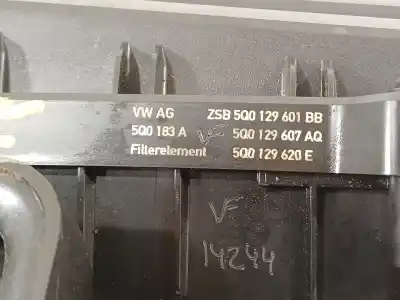 VW AG ZSB 5Q0 129 601 BB
5Q0 183 A VF 5Q0 129 607 AQ
Filterelement 5Q0 129 620 E
VF
14244